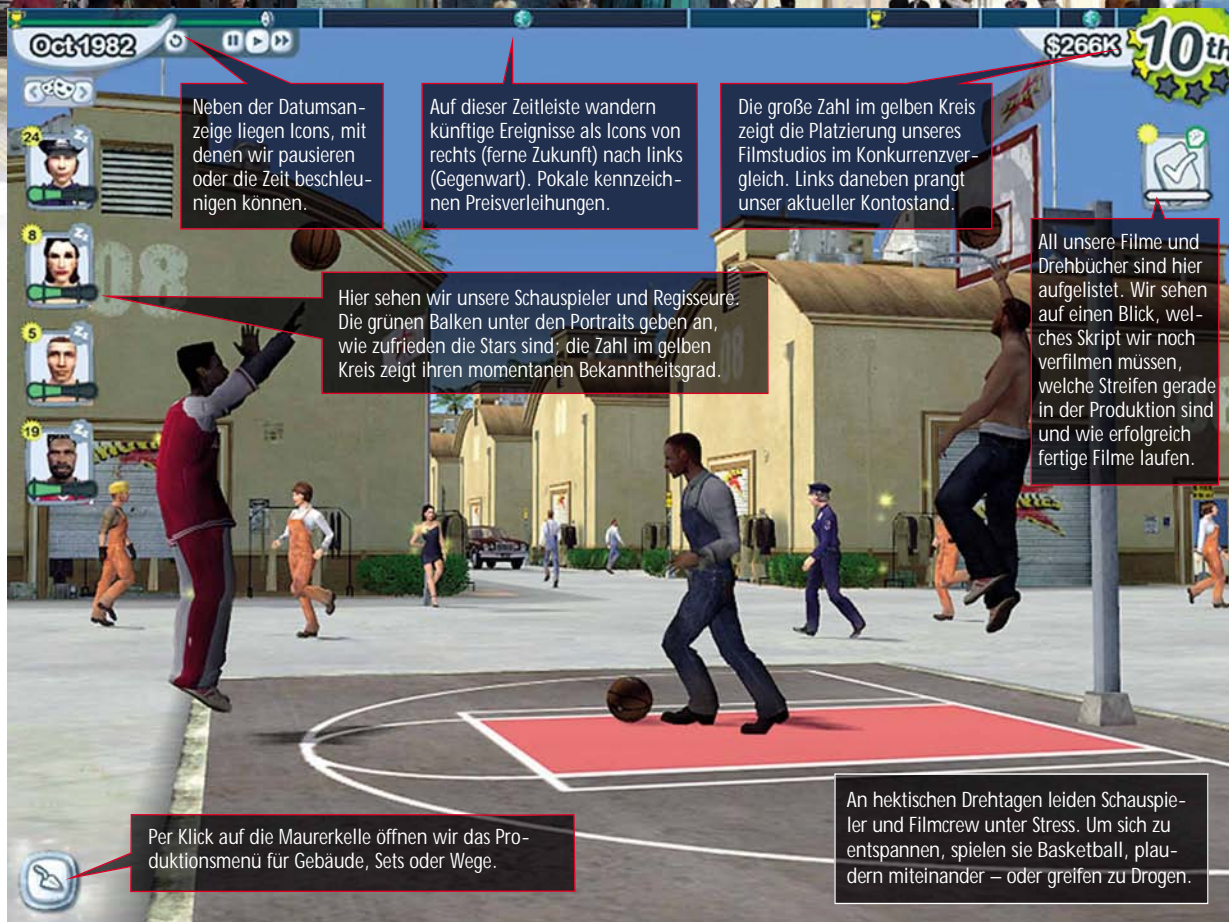 Oct 1982
$266K
10th
Neben der Datumsan-
zeige liegen Icons, mit
denen wir pausieren
oder die Zeit beschleu-
nigen können.
Auf dieser Zeitleiste wandern
künftige Ereignisse als Icons von
rechts (ferne Zukunft) nach links
(Gegenwart). Pokale kennzeich-
nen Preisverleihungen.
Die große Zahl im gelben Kreis
zeigt die Platzierung unseres
Filmstudios im Konkurrenzver-
gleich. Links daneben prangt
unser aktueller Kontostand.
24
8
5
19
08
08
Hier sehen wir unsere Schauspieler und Regisseure.
Die grünen Balken unter den Portraits geben an,
wie zufrieden die Stars sind; die Zahl im gelben
Kreis zeigt ihren momentanen Bekanntheitsgrad.
All unsere Filme und
Drehbücher sind hier
aufgelistet. Wir sehen
auf einen Blick, wel-
ches Skript wir noch
verfilmen müssen,
welche Streifen gerade
in der Produktion sind
und wie erfolgreich
fertige Filme laufen.
Per Klick auf die Maurerkelle öffnen wir das Pro-
duktionsmenü für Gebäude, Sets oder Wege.
An hektischen Drehtagen leiden Schauspie-
ler und Filmcrew unter Stress. Um sich zu
entspannen, spielen sie Basketball, plau-
dern miteinander – oder greifen zu Drogen.